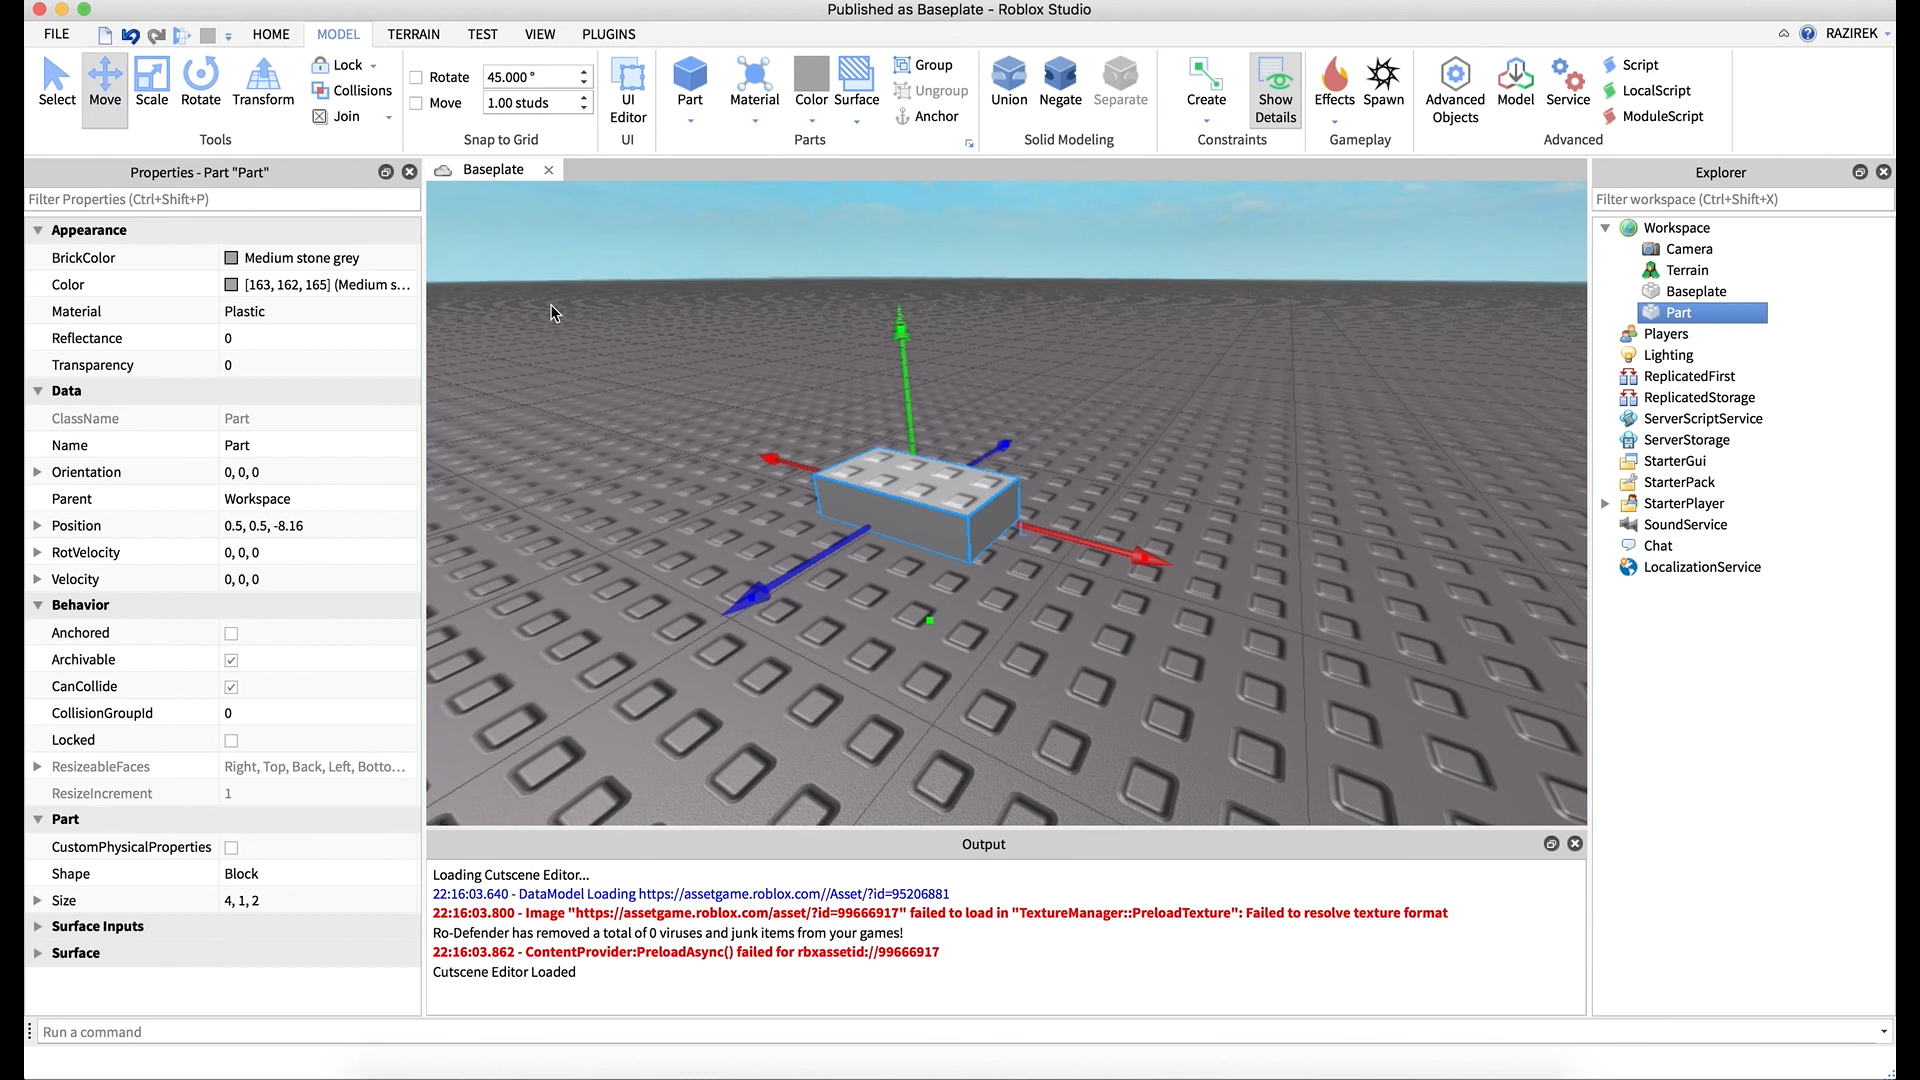 Published as Baseplate - Roblox Studio
FILE HOME MODEL TERRAIN TEST VIEW PLUGINS RAZIREK
Select Move Scale Rotate Transform
Lock
Collisions
Join
Tools
Rotate 45.000 °
Move 1.00 studs
Snap to Grid
UI
Editor
UI
Part Material Color Surface
Group
Ungroup
Anchor
Parts
Union Negate Separate
Solid Modeling
Create
Show
Details
Constraints
Effects Spawn
Gameplay
Advanced
Objects
Model Service
Script
LocalScript
ModuleScript
Advanced
Properties - Part "Part"
Filter Properties (Ctrl+Shift+P)
Appearance
BrickColor Medium stone grey
Color [163, 162, 165] (Medium s...
Material Plastic
Reflectance 0
Transparency 0
Data
ClassName Part
Name Part
Orientation 0, 0, 0
Parent Workspace
Position 0.5, 0.5, -8.16
RotVelocity 0, 0, 0
Velocity 0, 0, 0
Behavior
Anchored
Archivable
CanCollide
CollisionGroupId 0
Locked
ResizeableFaces Right, Top, Back, Left, Botto...
ResizeIncrement 1
Part
CustomPhysicalProperties
Shape Block
Size 4, 1, 2
Surface Inputs
Surface
Baseplate
Output
Loading Cutscene Editor...
22:16:03.640 - DataModel Loading https://assetgame.roblox.com//Asset/?id=95206881
22:16:03.800 - Image "https://assetgame.roblox.com/asset/?id=99666917" failed to load in "TextureManager::PreloadTexture": Failed to resolve texture format
Ro-Defender has removed a total of 0 viruses and junk items from your games!
22:16:03.862 - ContentProvider:PreloadAsync() failed for rbxassetid://99666917
Cutscene Editor Loaded
Explorer
Filter workspace (Ctrl+Shift+X)
Workspace
Camera
Terrain
Baseplate
Part
Players
Lighting
ReplicatedFirst
ReplicatedStorage
ServerScriptService
ServerStorage
StarterGui
StarterPack
StarterPlayer
SoundService
Chat
LocalizationService
Run a command